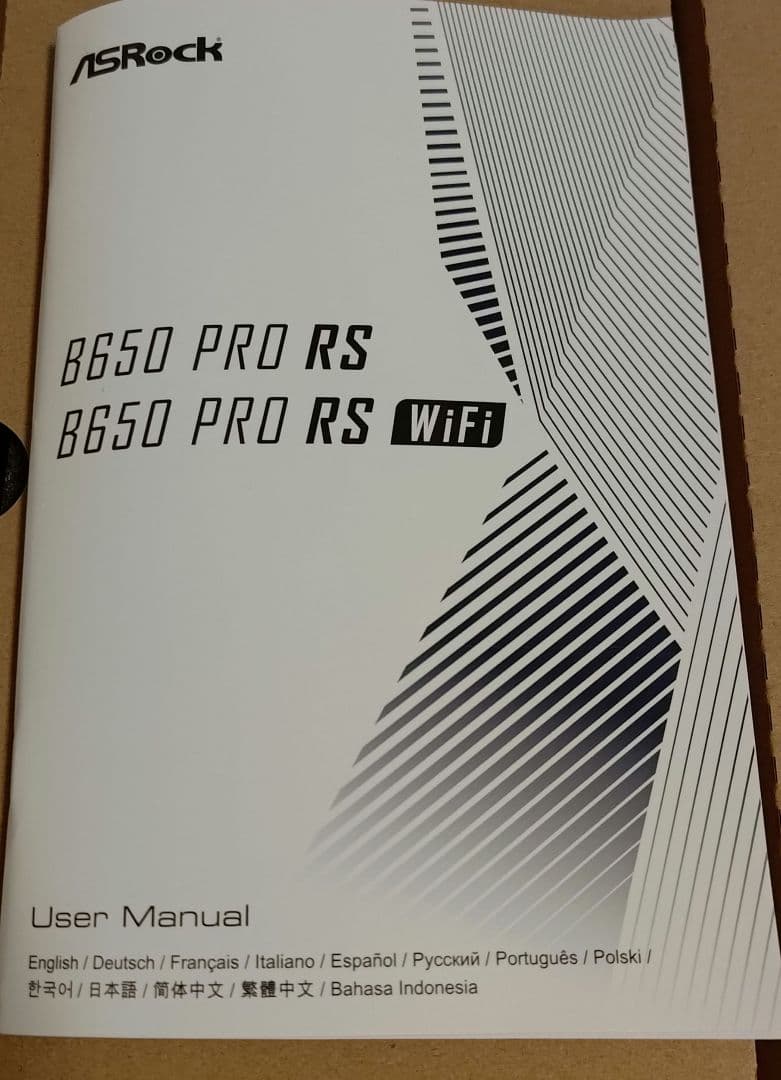 ASRock
B650 PRO RS
B650 PRO RS WiFi
User Manual
English / Deutsch / Français / Italiano / Español / Русский / Português / Polski /
한국어 / 日本語 / 简体中文 / 繁體中文 / Bahasa Indonesia